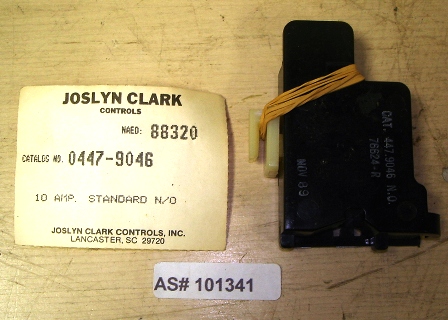 JOSLYN CLARK
CONTROLS
NAED: 88320
CATALOG NO. 0447-9046
10 AMP. STANDARD N/O
JOSLYN CLARK CONTROLS, INC.
LANCASTER, SC 29720
CAT. 447-9046 N.O.
76824-R
NOV 89
AS# 101341